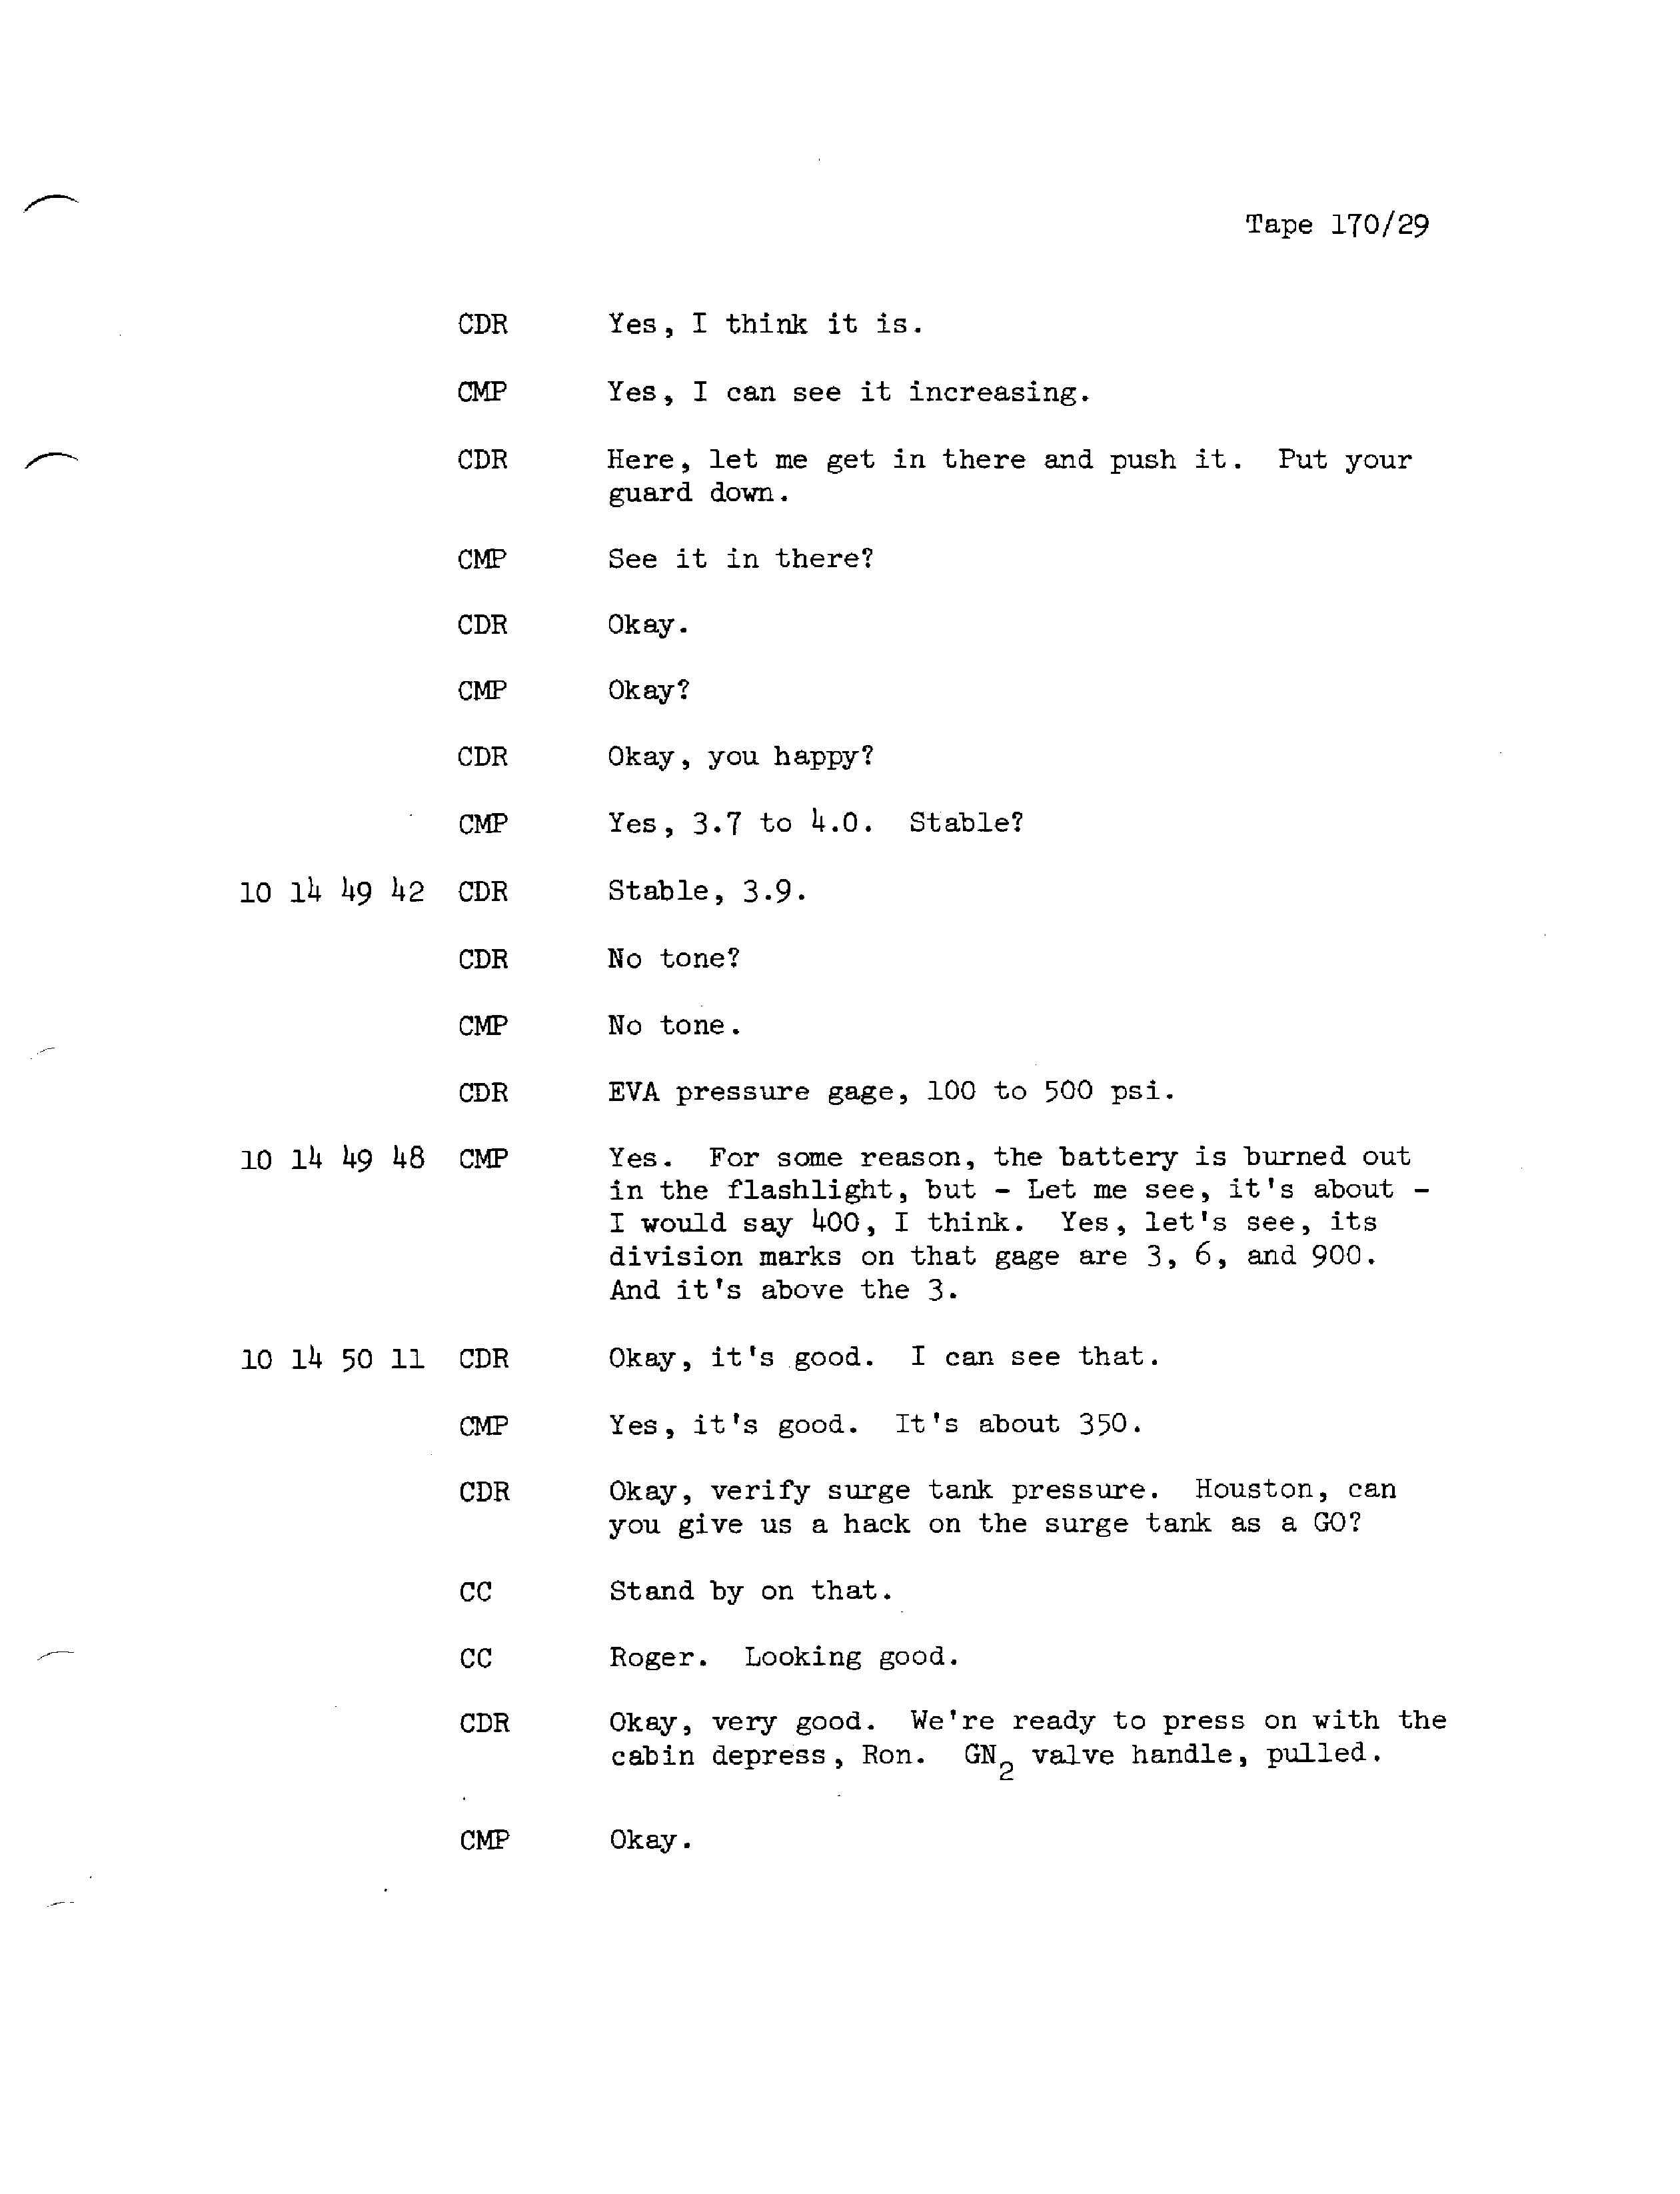 Tape 170/29
CDR Yes, I think it is.
CMP Yes, I can see it increasing.
CDR Here, let me get in there and push it. Put your
guard down.
CMP See it in there?
CDR Okay.
CMP Okay?
CDR Okay, you happy?
CMP Yes, 3.7 to 4.0. Stable?
10 14 49 42 CDR Stable, 3.9.
CDR No tone?
CMP No tone.
CDR EVA pressure gage, 100 to 500 psi.
10 14 49 48 CMP Yes. For some reason, the battery is burned out
in the flashlight, but - Let me see, it's about -
I would say 400, I think. Yes, let's see, its
division marks on that gage are 3, 6, and 900.
And it's above the 3.
10 14 50 11 CDR Okay, it's good. I can see that.
CMP Yes, it's good. It's about 350.
CDR Okay, verify surge tank pressure. Houston, can
you give us a hack on the surge tank as a GO?
CC Stand by on that.
CC Roger. Looking good.
CDR Okay, very good. We're ready to press on with the
cabin depress, Ron. GN2 valve handle, pulled.
CMP Okay.